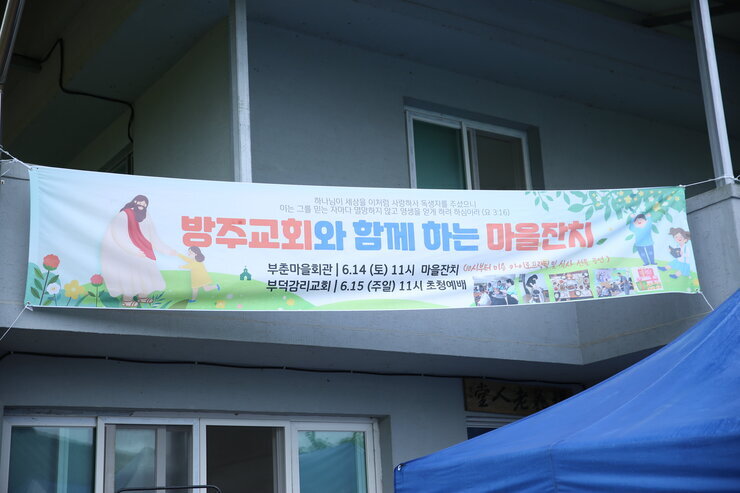 하나님이 세상을 이처럼 사랑하사 독생자를 주셨으니
이는 그를 믿는 자마다 멸망하지 않고 영생을 얻게 하려 하심이라 (요 3:16)
방주교회와 함께 하는 마을잔치
부춘마을회관 | 6.14 (토) 11시 마을잔치
부덕감리교회 | 6.15 (주일) 11시 초청예배
堂人老